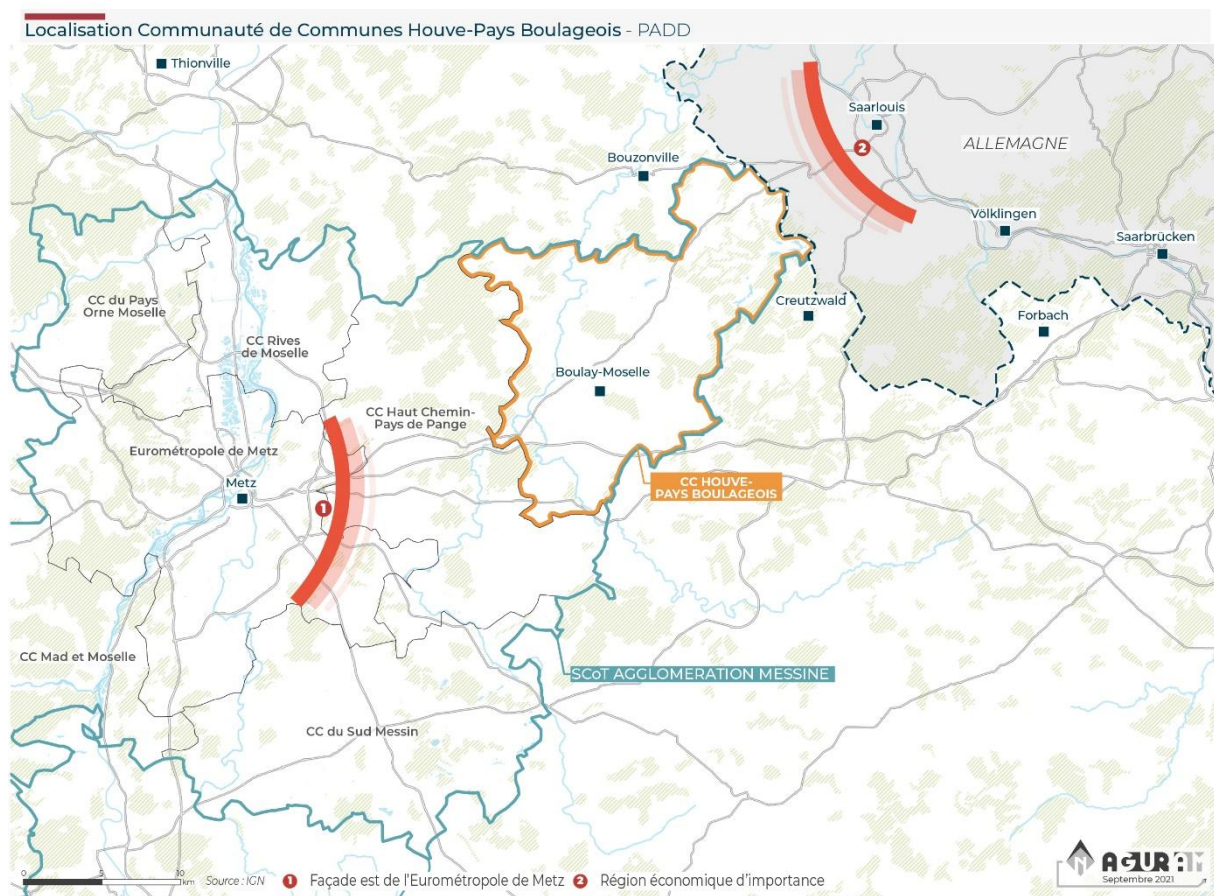 Localisation Communauté de Communes Houve-Pays Boulageois - PADD
Thionville
Saarlouis
ALLEMAGNE
2
Bouzonville
Völklingen
Saarbrücken
CC du Pays
Orne Moselle
Creutzwald
Forbach
CC Rives
de Moselle
Boulay-Moselle
CC Haut Chemin-
Pays de Pange
Eurométropole de Metz
Metz
CC HOUVE-
PAYS BOULAGEOIS
1
CC Mad et Moselle
SCoT AGGLOMERATION MESSINE
CC du Sud Messin
0 5 10
km
Source : IGN
1 Façade est de l'Eurométropole de Metz 2 Région économique d'importance
N
AGURAM
Septembre 2021